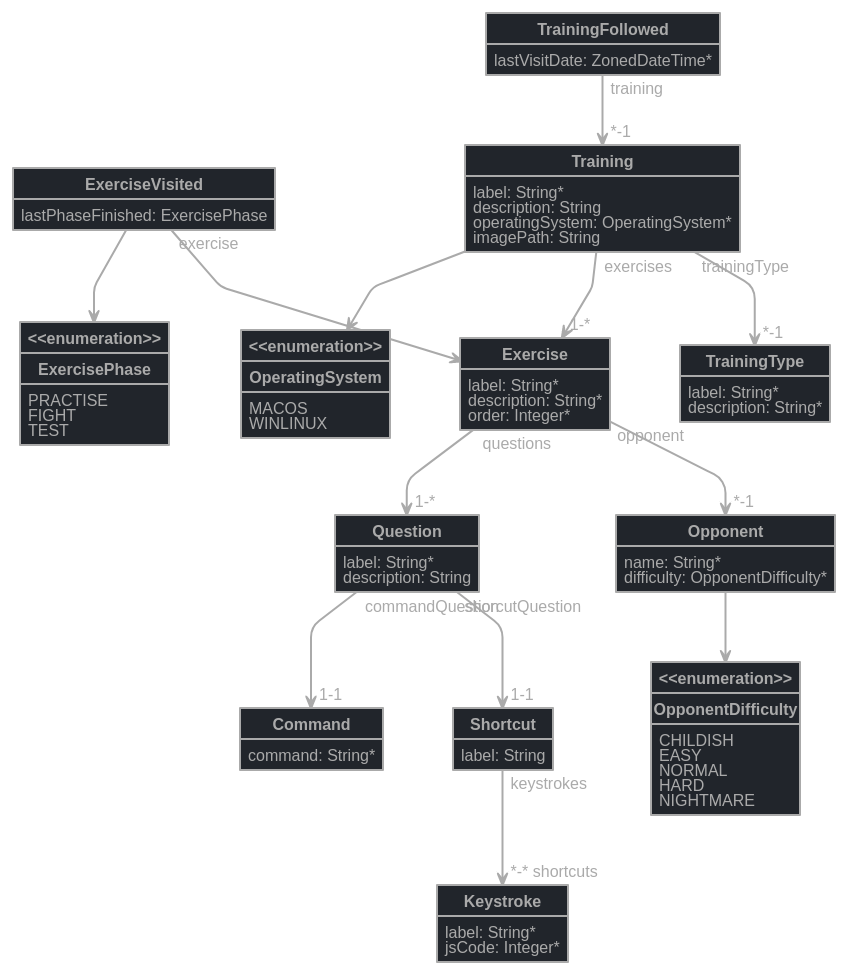 TrainingFollowed
lastVisitDate: ZonedDateTime*
training
*-1
Training
label: String*
description: String
operatingSystem: OperatingSystem*
imagePath: String
ExerciseVisited
lastPhaseFinished: ExercisePhase
exercise
exercises
trainingType
1-*
*-1
<<enumeration>>
ExercisePhase
PRACTISE
FIGHT
TEST
<<enumeration>>
OperatingSystem
MACOS
WINLINUX
Exercise
label: String*
description: String*
order: Integer*
TrainingType
label: String*
description: String*
questions
opponent
1-*
*-1
Question
label: String*
description: String
Opponent
name: String*
difficulty: OpponentDifficulty*
commandQuestion
shortcutQuestion
1-1
1-1
Command
command: String*
Shortcut
label: String
<<enumeration>>
OpponentDifficulty
CHILDISH
EASY
NORMAL
HARD
NIGHTMARE
keystrokes
*-* shortcuts
Keystroke
label: String*
jsCode: Integer*